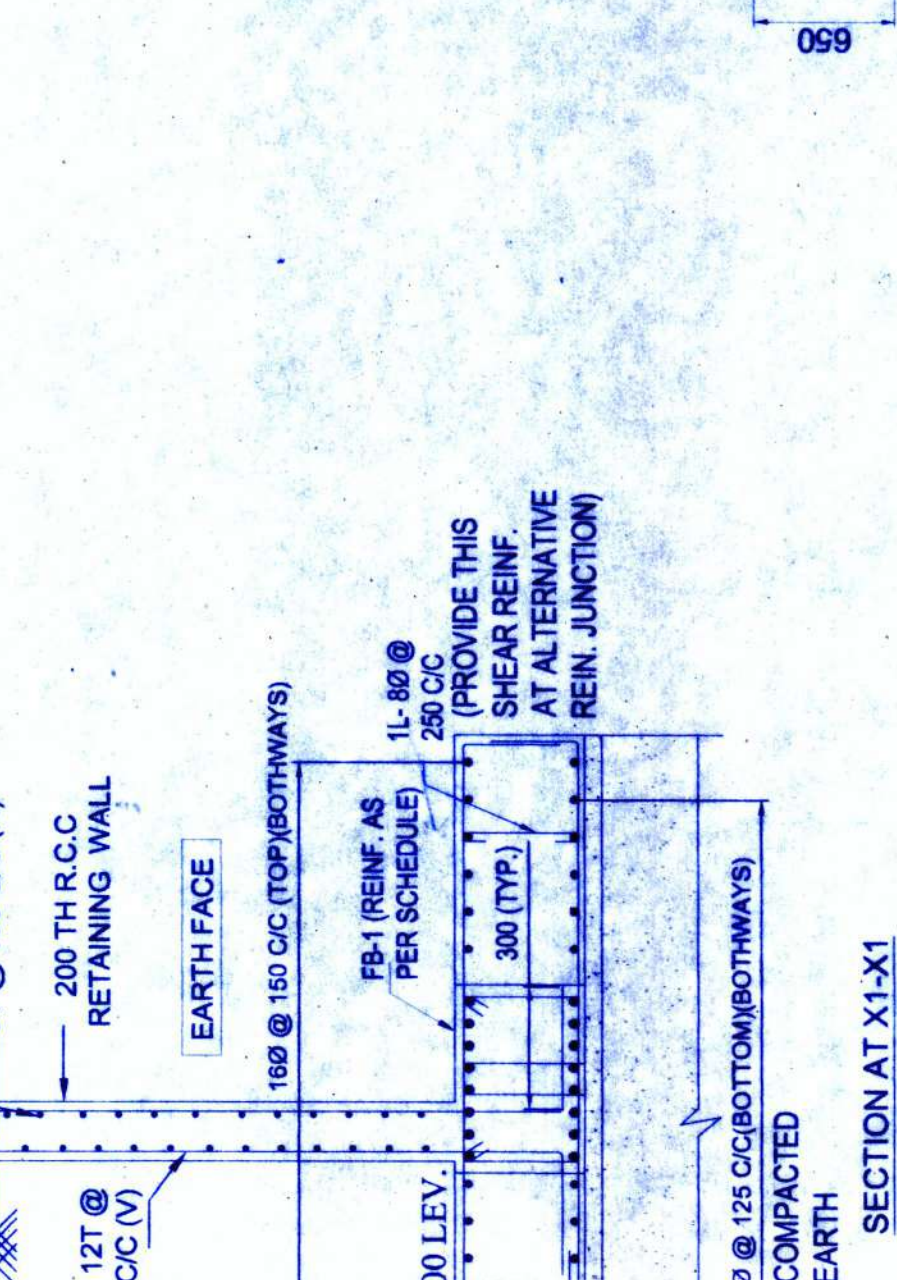 650
200 TH R.C.C
RETAINING WALL
EARTH FACE
12T @
C/C (V)
16Ø @ 150 C/C (TOP)(BOTHWAYS)
FB-1 (REINF. AS
PER SCHEDULE)
1L- 8Ø @
250 C/C
(PROVIDE THIS
SHEAR REINF.
AT ALTERNATIVE
REIN. JUNCTION)
300 (TYP.)
00 LEV.
Ø @ 125 C/C(BOTTOM)(BOTHWAYS)
COMPACTED
EARTH
SECTION AT X1-X1